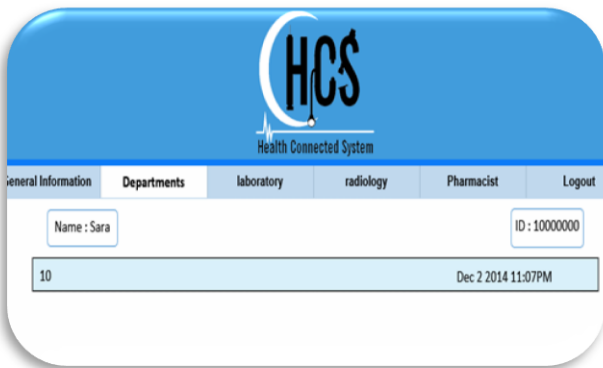 HCS
Health Connected System
General Information Departments laboratory radiology Pharmacist Logout
Name : Sara ID : 10000000
10 Dec 2 2014 11:07PM